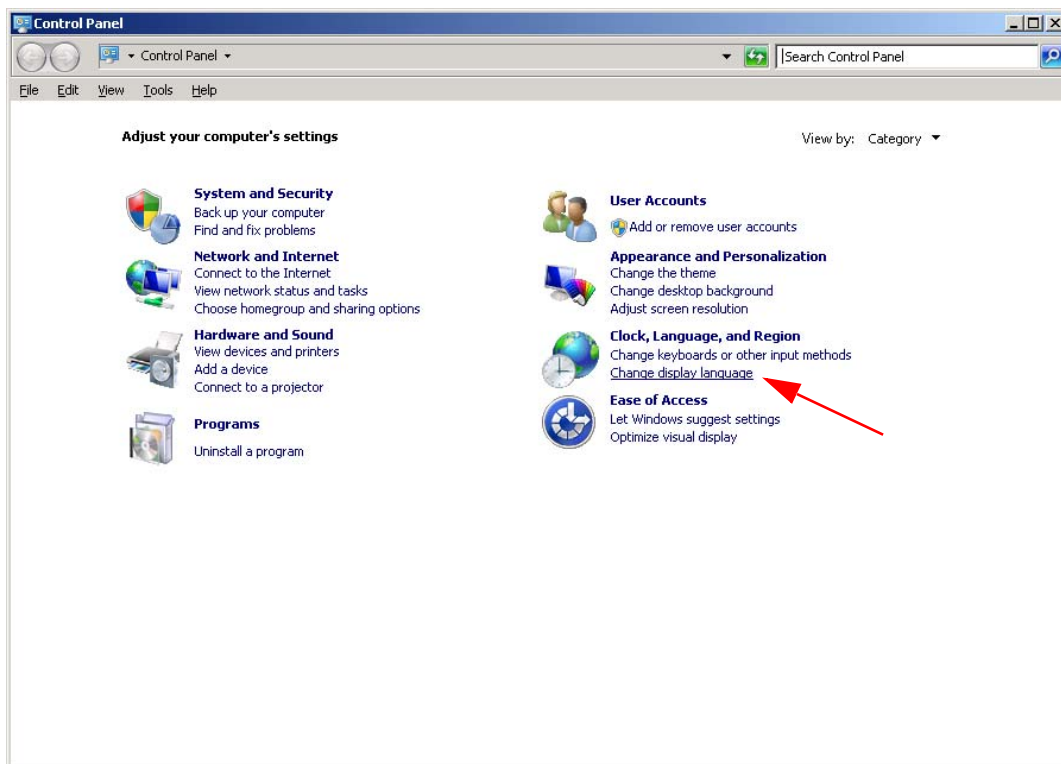 Control Panel
Control Panel
Search Control Panel
File Edit View Tools Help
Adjust your computer's settings
View by: Category
System and Security
Back up your computer
Find and fix problems
Network and Internet
Connect to the Internet
View network status and tasks
Choose homegroup and sharing options
Hardware and Sound
View devices and printers
Add a device
Connect to a projector
Programs
Uninstall a program
User Accounts
Add or remove user accounts
Appearance and Personalization
Change the theme
Change desktop background
Adjust screen resolution
Clock, Language, and Region
Change keyboards or other input methods
Change display language
Ease of Access
Let Windows suggest settings
Optimize visual display